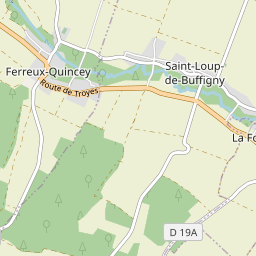 Saint-Loup-
de-Buffigny
Ferreux-Quincey
Route de Troyes
La Fo
D 19A